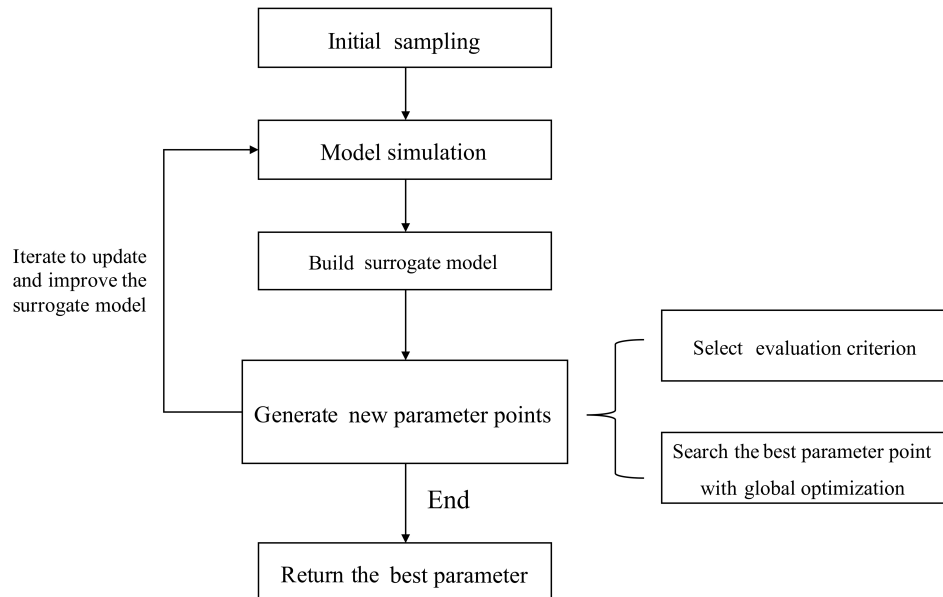 Initial sampling
Model simulation
Build surrogate model
Iterate to update
and improve the
surrogate model
Generate new parameter points
Select evaluation criterion
Search the best parameter point
with global optimization
End
Return the best parameter